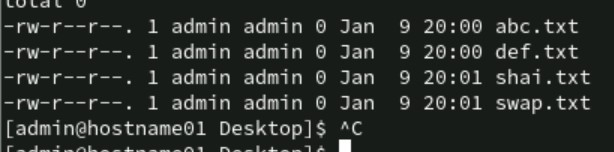 total 0
-rw-r--r--. 1 admin admin 0 Jan  9 20:00 abc.txt
-rw-r--r--. 1 admin admin 0 Jan  9 20:00 def.txt
-rw-r--r--. 1 admin admin 0 Jan  9 20:01 shai.txt
-rw-r--r--. 1 admin admin 0 Jan  9 20:01 swap.txt
[admin@hostname01 Desktop]$ ^C
[admin@hostname01 Desktop]$